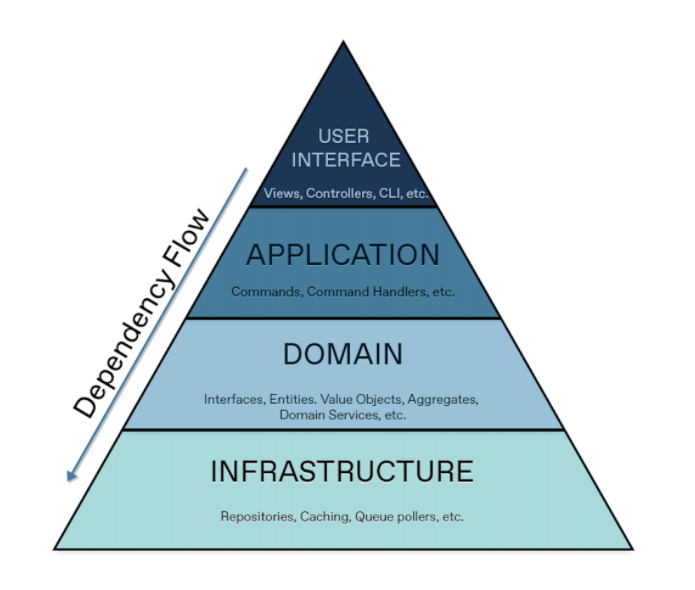 USER
INTERFACE
Views, Controllers, CLI, etc.
Dependency Flow
APPLICATION
Commands, Command Handlers, etc.
DOMAIN
Interfaces, Entities. Value Objects, Aggregates,
Domain Services, etc.
INFRASTRUCTURE
Repositories, Caching, Queue pollers, etc.